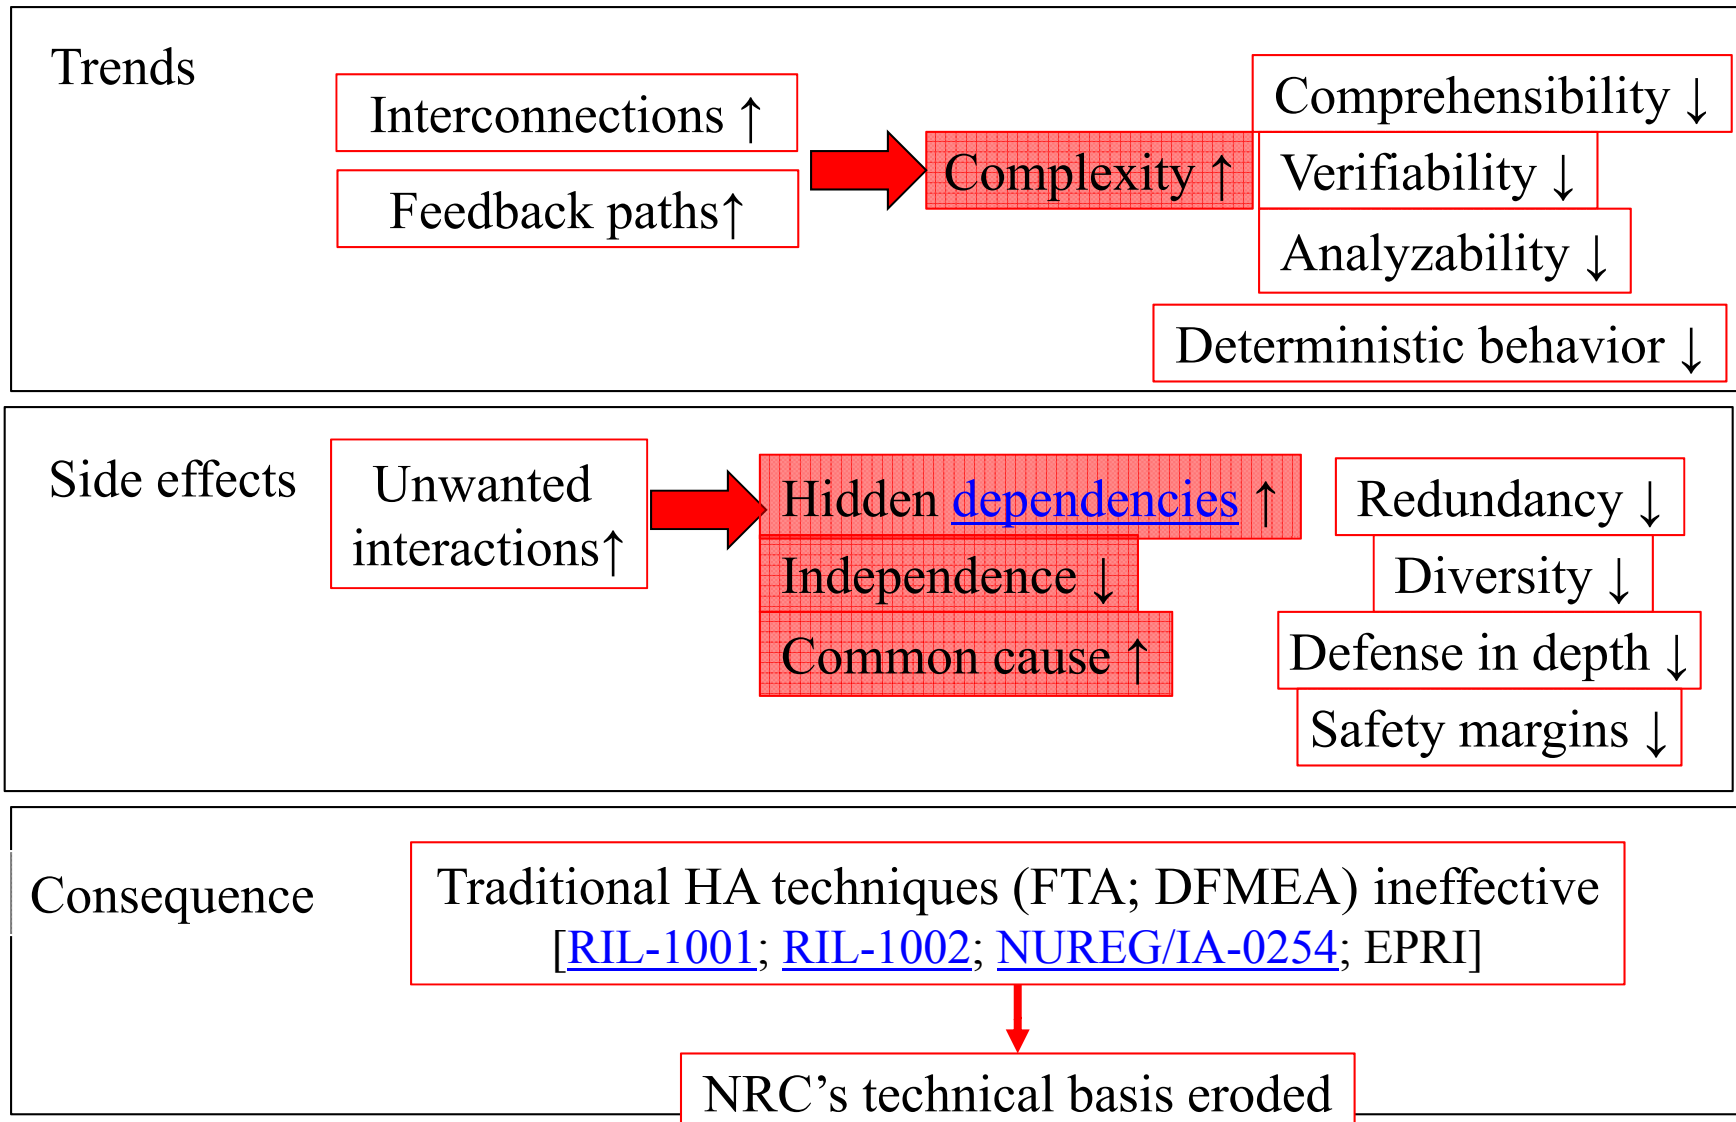 Trends
Interconnections ↑
Feedback paths↑
Complexity ↑
Comprehensibility ↓
Verifiability ↓
Analyzability ↓
Deterministic behavior ↓
Side effects
Unwanted
interactions↑
Hidden dependencies ↑
Independence ↓
Common cause ↑
Redundancy ↓
Diversity ↓
Defense in depth ↓
Safety margins ↓
Consequence
Traditional HA techniques (FTA; DFMEA) ineffective
[RIL-1001; RIL-1002; NUREG/IA-0254; EPRI]
NRC’s technical basis eroded